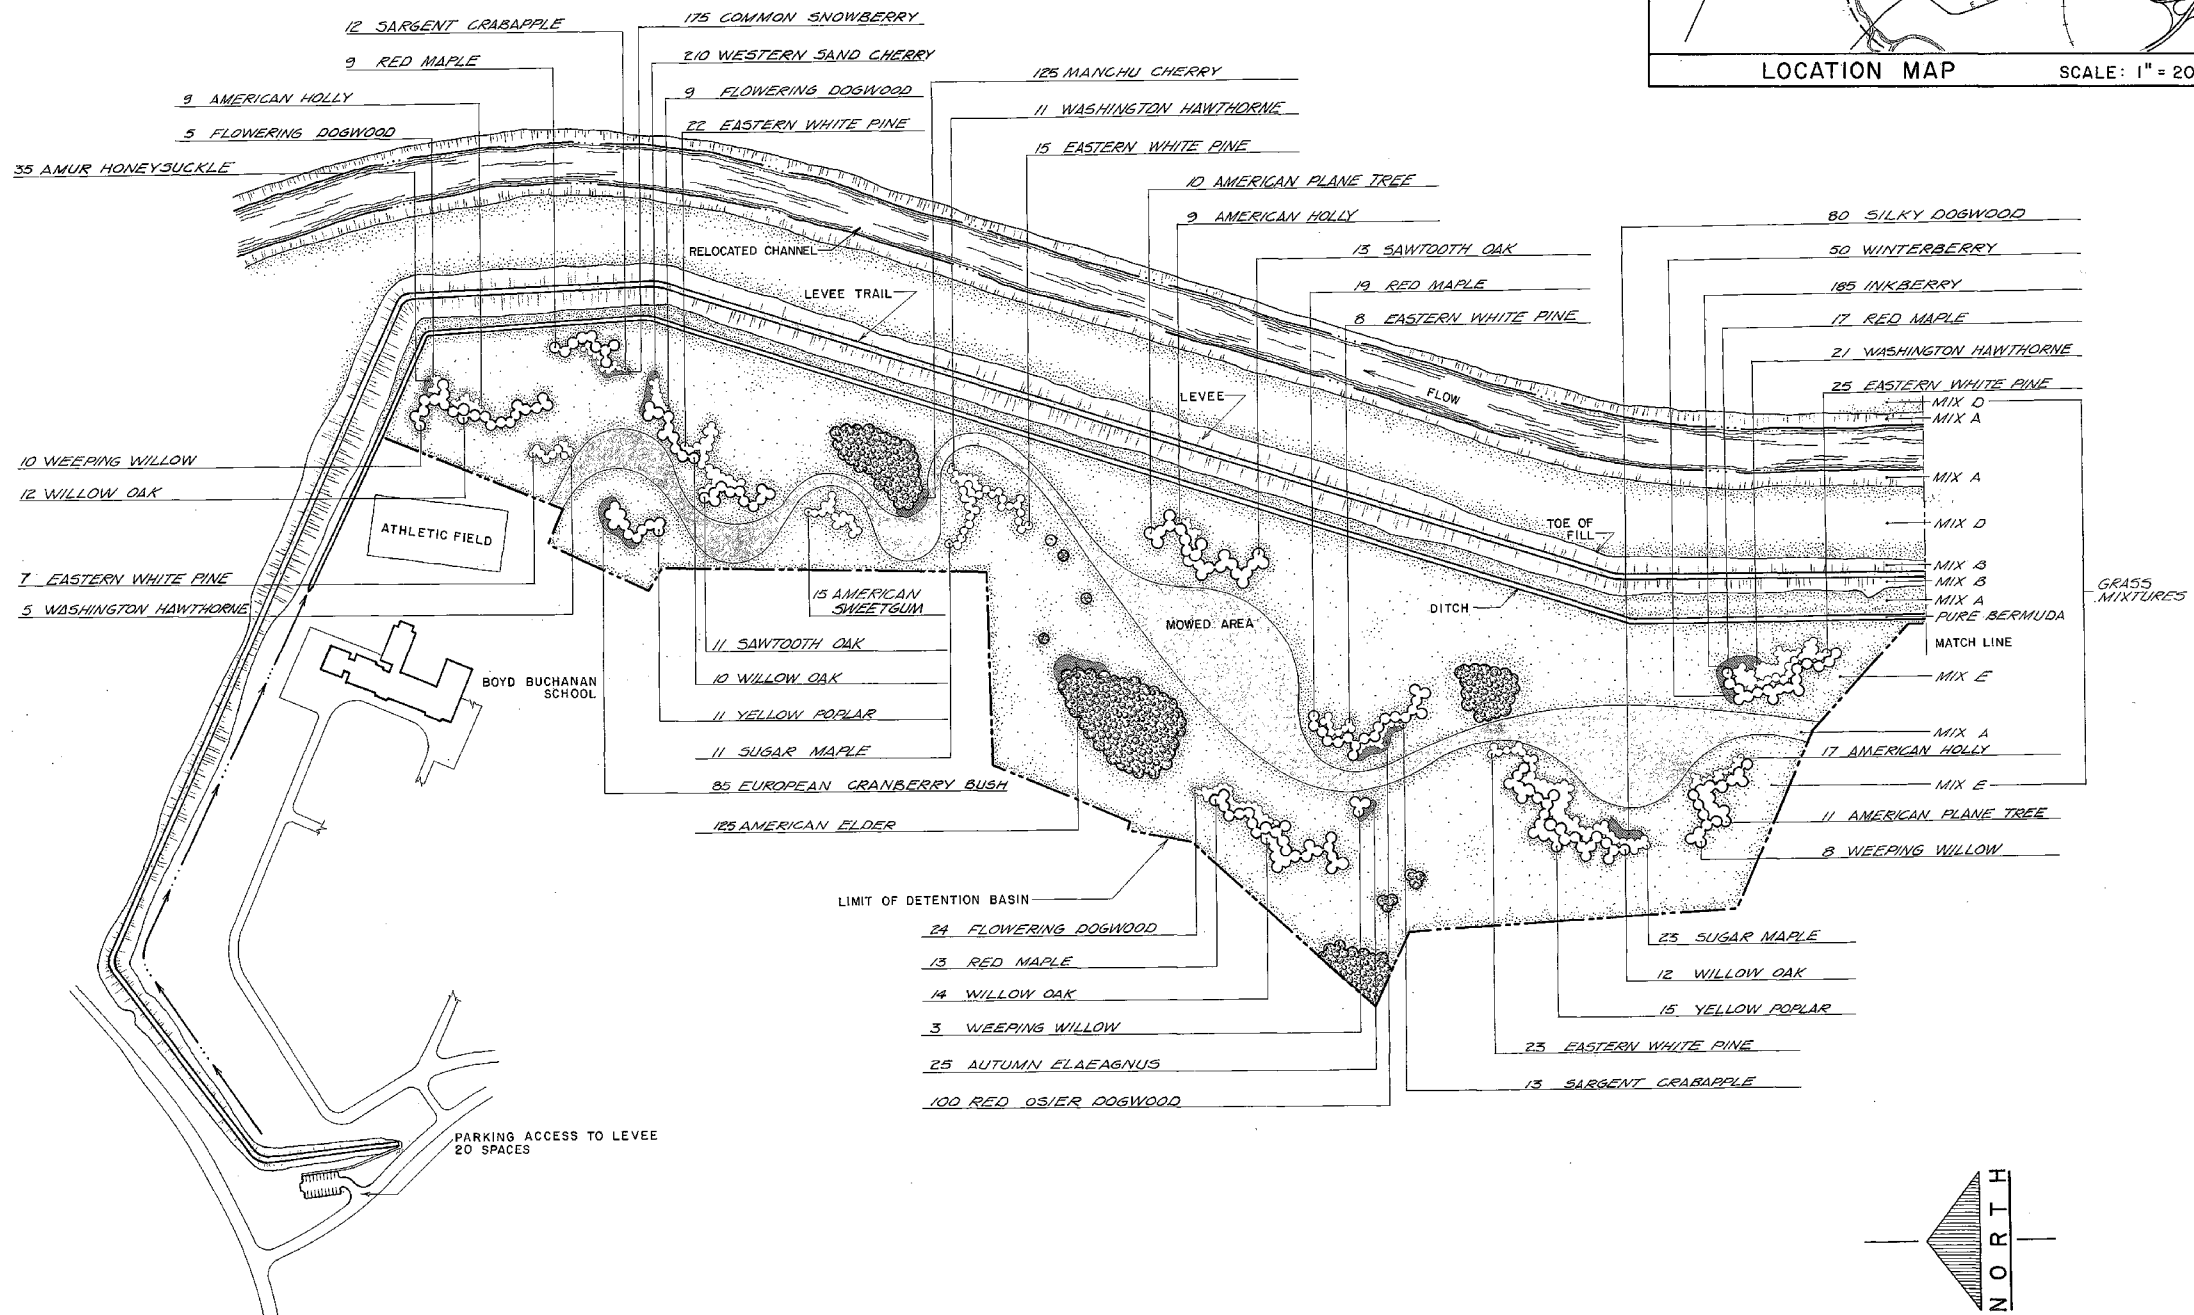 LOCATION MAP
SCALE: 1" = 20
12 SARGENT CRABAPPLE
9 RED MAPLE
9 AMERICAN HOLLY
5 FLOWERING DOGWOOD
35 AMUR HONEYSUCKLE
175 COMMON SNOWBERRY
210 WESTERN SAND CHERRY
9 FLOWERING DOGWOOD
22 EASTERN WHITE PINE
125 MANCHU CHERRY
11 WASHINGTON HAWTHORNE
15 EASTERN WHITE PINE
10 AMERICAN PLANE TREE
9 AMERICAN HOLLY
13 SAWTOOTH OAK
19 RED MAPLE
8 EASTERN WHITE PINE
80 SILKY DOGWOOD
50 WINTERBERRY
185 INKBERRY
17 RED MAPLE
21 WASHINGTON HAWTHORNE
25 EASTERN WHITE PINE
MIX D
MIX A
MIX A
MIX D
MIX B
MIX B
MIX A
PURE BERMUDA
MATCH LINE
MIX E
MIX A
MIX E
GRASS
MIXTURES
RELOCATED CHANNEL
LEVEE TRAIL
LEVEE
FLOW
TOE OF
FILL
DITCH
MOWED AREA
10 WEEPING WILLOW
12 WILLOW OAK
ATHLETIC FIELD
7 EASTERN WHITE PINE
5 WASHINGTON HAWTHORNE
BOYD BUCHANAN
SCHOOL
15 AMERICAN
SWEETGUM
11 SAWTOOTH OAK
10 WILLOW OAK
11 YELLOW POPLAR
11 SUGAR MAPLE
85 EUROPEAN CRANBERRY BUSH
125 AMERICAN ELDER
LIMIT OF DETENTION BASIN
24 FLOWERING DOGWOOD
13 RED MAPLE
14 WILLOW OAK
3 WEEPING WILLOW
25 AUTUMN ELAEAGNUS
100 RED OSIER DOGWOOD
17 AMERICAN HOLLY
11 AMERICAN PLANE TREE
8 WEEPING WILLOW
23 SUGAR MAPLE
12 WILLOW OAK
15 YELLOW POPLAR
23 EASTERN WHITE PINE
13 SARGENT CRABAPPLE
PARKING ACCESS TO LEVEE
20 SPACES
NORTH